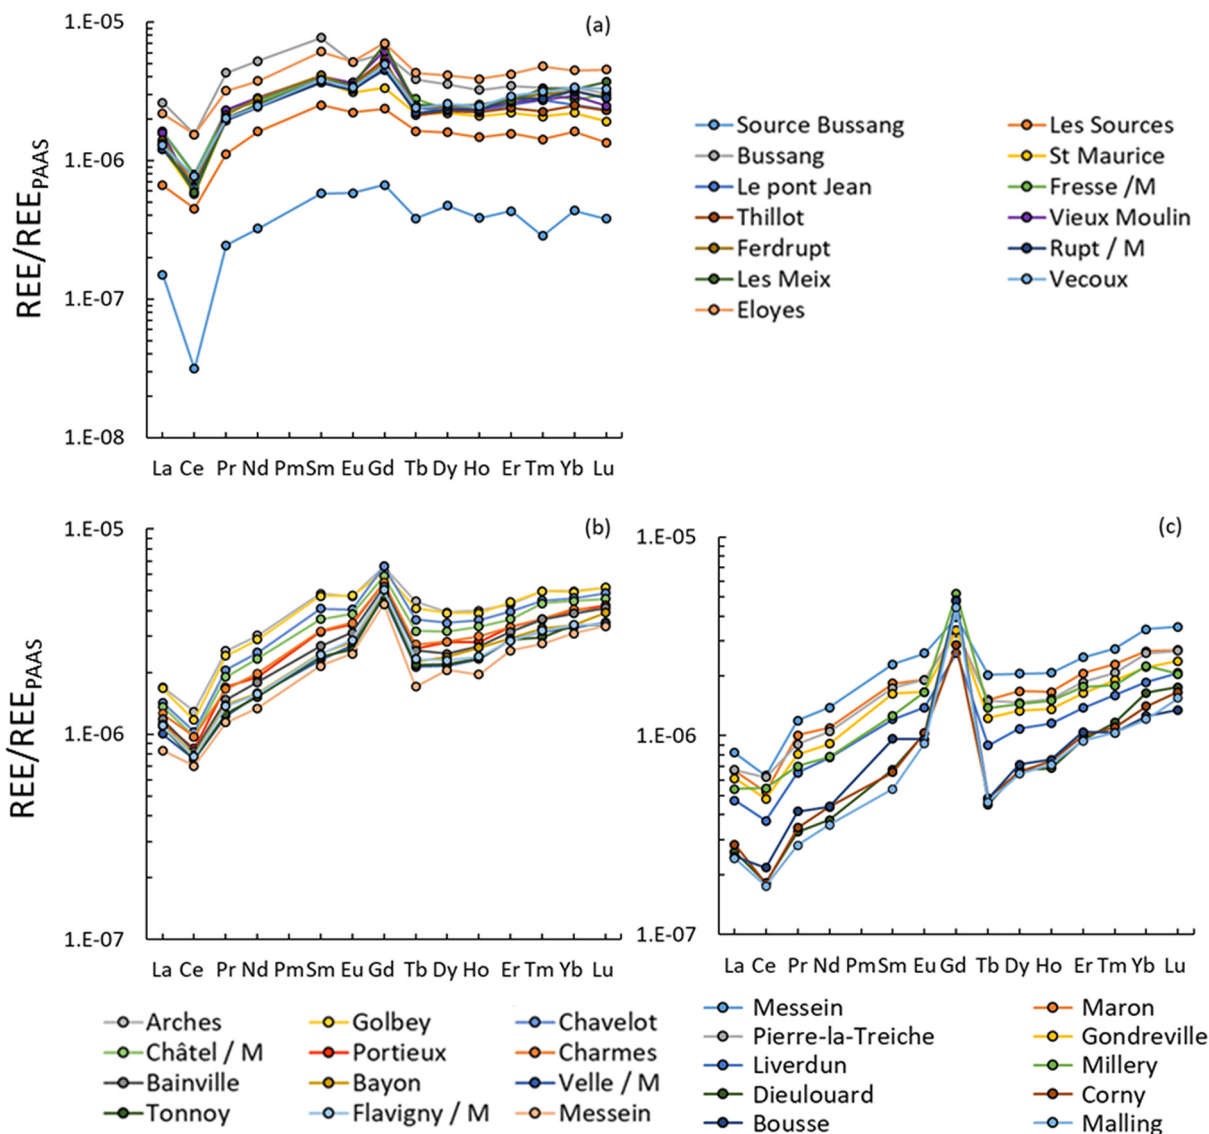 (a)
1.E-05
1.E-06
1.E-07
1.E-08
REE/REE PAAS
La Ce Pr Nd Pm Sm Eu Gd Tb Dy Ho Er Tm Yb Lu
Source Bussang Les Sources
Bussang St Maurice
Le pont Jean Fresse /M
Thillot Vieux Moulin
Ferdrupt Rupt / M
Les Meix Vecoux
Eloyes
(b)
1.E-05
1.E-06
1.E-07
REE/REE PAAS
La Ce Pr Nd Pm Sm Eu Gd Tb Dy Ho Er Tm Yb Lu
Arches Golbey Chavelot
Châtel / M Portieux Charmes
Bainville Bayon Velle / M
Tonnoy Flavigny / M Messein
(c)
1.E-05
1.E-06
1.E-07
La Ce Pr Nd Pm Sm Eu Gd Tb Dy Ho Er Tm Yb Lu
Messein Maron
Pierre-la-Treiche Gondreville
Liverdun Millery
Dieulouard Corny
Bousse Malling